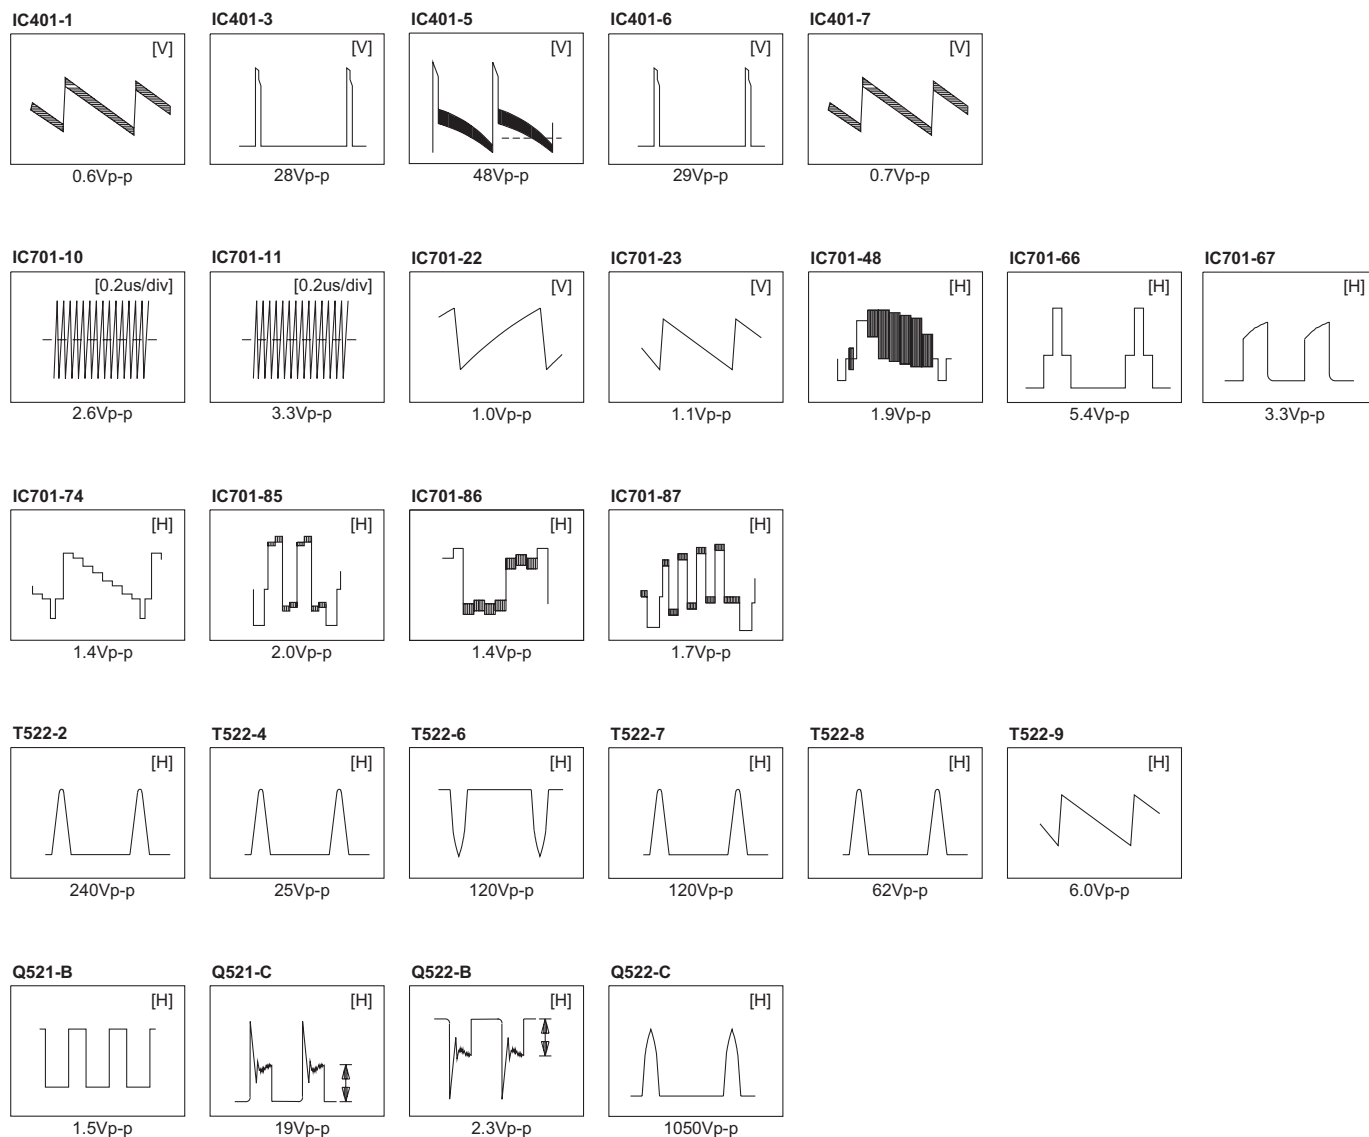 IC401-1 IC401-3 IC401-5 IC401-6 IC401-7
[V] [V] [V] [V] [V]
0.6Vp-p 28Vp-p 48Vp-p 29Vp-p 0.7Vp-p
IC701-10 IC701-11 IC701-22 IC701-23 IC701-48 IC701-66 IC701-67
[0.2us/div] [0.2us/div] [V] [V] [H] [H] [H]
2.6Vp-p 3.3Vp-p 1.0Vp-p 1.1Vp-p 1.9Vp-p 5.4Vp-p 3.3Vp-p
IC701-74 IC701-85 IC701-86 IC701-87
[H] [H] [H] [H]
1.4Vp-p 2.0Vp-p 1.4Vp-p 1.7Vp-p
T522-2 T522-4 T522-6 T522-7 T522-8 T522-9
[H] [H] [H] [H] [H] [H]
240Vp-p 25Vp-p 120Vp-p 120Vp-p 62Vp-p 6.0Vp-p
Q521-B Q521-C Q522-B Q522-C
[H] [H] [H] [H]
1.5Vp-p 19Vp-p 2.3Vp-p 1050Vp-p